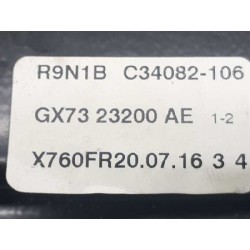 R9N1B C34082-106
GX73 23200 AE 1-2
X760FR20.07.16 3 4